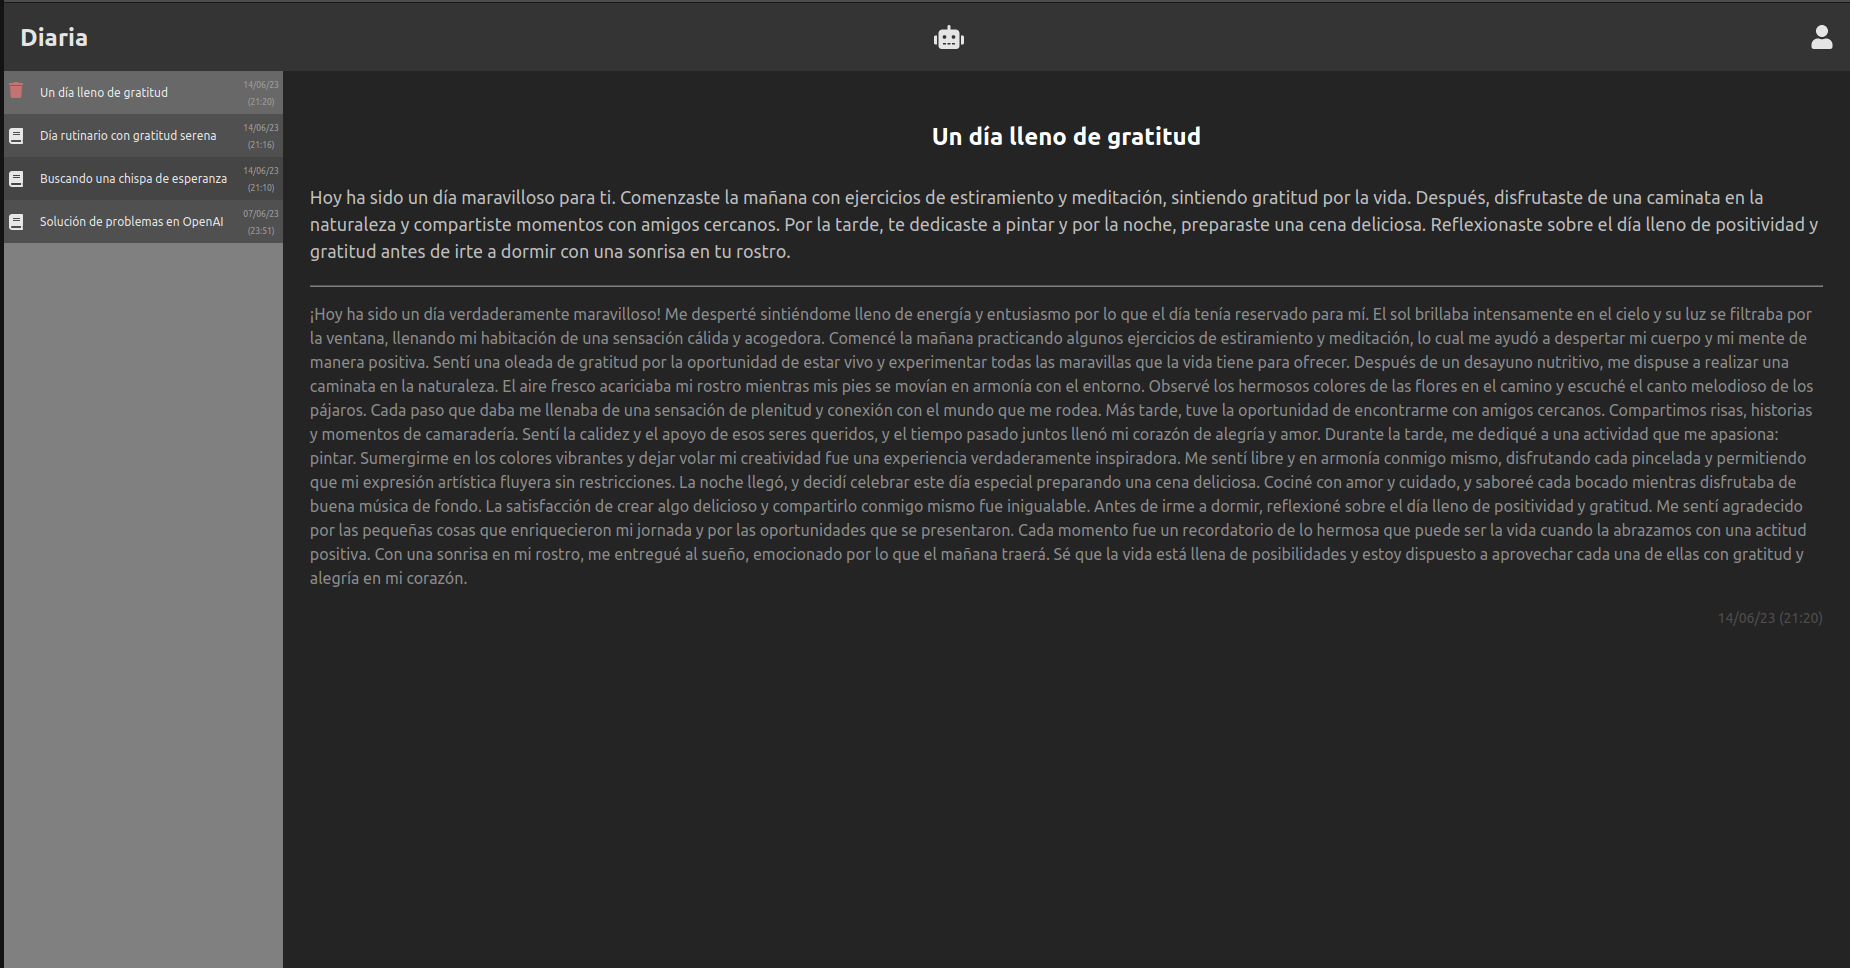 Diaria
Un día lleno de gratitud
14/06/23
(21:20)
Día rutinario con gratitud serena
14/06/23
(21:16)
Buscando una chispa de esperanza
14/06/23
(21:10)
Solución de problemas en OpenAI
07/06/23
(23:51)
Un día lleno de gratitud
Hoy ha sido un día maravilloso para ti. Comenzaste la mañana con ejercicios de estiramiento y meditación, sintiendo gratitud por la vida. Después, disfrutaste de una caminata en la
naturaleza y compartiste momentos con amigos cercanos. Por la tarde, te dedicaste a pintar y por la noche, preparaste una cena deliciosa. Reflexionaste sobre el día lleno de positividad y
gratitud antes de irte a dormir con una sonrisa en tu rostro.
¡Hoy ha sido un día verdaderamente maravilloso! Me desperté sintiéndome lleno de energía y entusiasmo por lo que el día tenía reservado para mí. El sol brillaba intensamente en el cielo y su luz se filtraba por
la ventana, llenando mi habitación de una sensación cálida y acogedora. Comencé la mañana practicando algunos ejercicios de estiramiento y meditación, lo cual me ayudó a despertar mi cuerpo y mi mente de
manera positiva. Sentí una oleada de gratitud por la oportunidad de estar vivo y experimentar todas las maravillas que la vida tiene para ofrecer. Después de un desayuno nutritivo, me dispuse a realizar una
caminata en la naturaleza. El aire fresco acariciaba mi rostro mientras mis pies se movían en armonía con el entorno. Observé los hermosos colores de las flores en el camino y escuché el canto melodioso de los
pájaros. Cada paso que daba me llenaba de una sensación de plenitud y conexión con el mundo que me rodea. Más tarde, tuve la oportunidad de encontrarme con amigos cercanos. Compartimos risas, historias
y momentos de camaradería. Sentí la calidez y el apoyo de esos seres queridos, y el tiempo pasado juntos llenó mi corazón de alegría y amor. Durante la tarde, me dediqué a una actividad que me apasiona:
pintar. Sumergirme en los colores vibrantes y dejar volar mi creatividad fue una experiencia verdaderamente inspiradora. Me sentí libre y en armonía conmigo mismo, disfrutando cada pincelada y permitiendo
que mi expresión artística fluyera sin restricciones. La noche llegó, y decidí celebrar este día especial preparando una cena deliciosa. Cociné con amor y cuidado, y saboreé cada bocado mientras disfrutaba de
buena música de fondo. La satisfacción de crear algo delicioso y compartirlo conmigo mismo fue inigualable. Antes de irme a dormir, reflexioné sobre el día lleno de positividad y gratitud. Me sentí agradecido
por las pequeñas cosas que enriquecieron mi jornada y por las oportunidades que se presentaron. Cada momento fue un recordatorio de lo hermosa que puede ser la vida cuando la abrazamos con una actitud
positiva. Con una sonrisa en mi rostro, me entregué al sueño, emocionado por lo que el mañana traerá. Sé que la vida está llena de posibilidades y estoy dispuesto a aprovechar cada una de ellas con gratitud y
alegría en mi corazón.
14/06/23 (21:20)